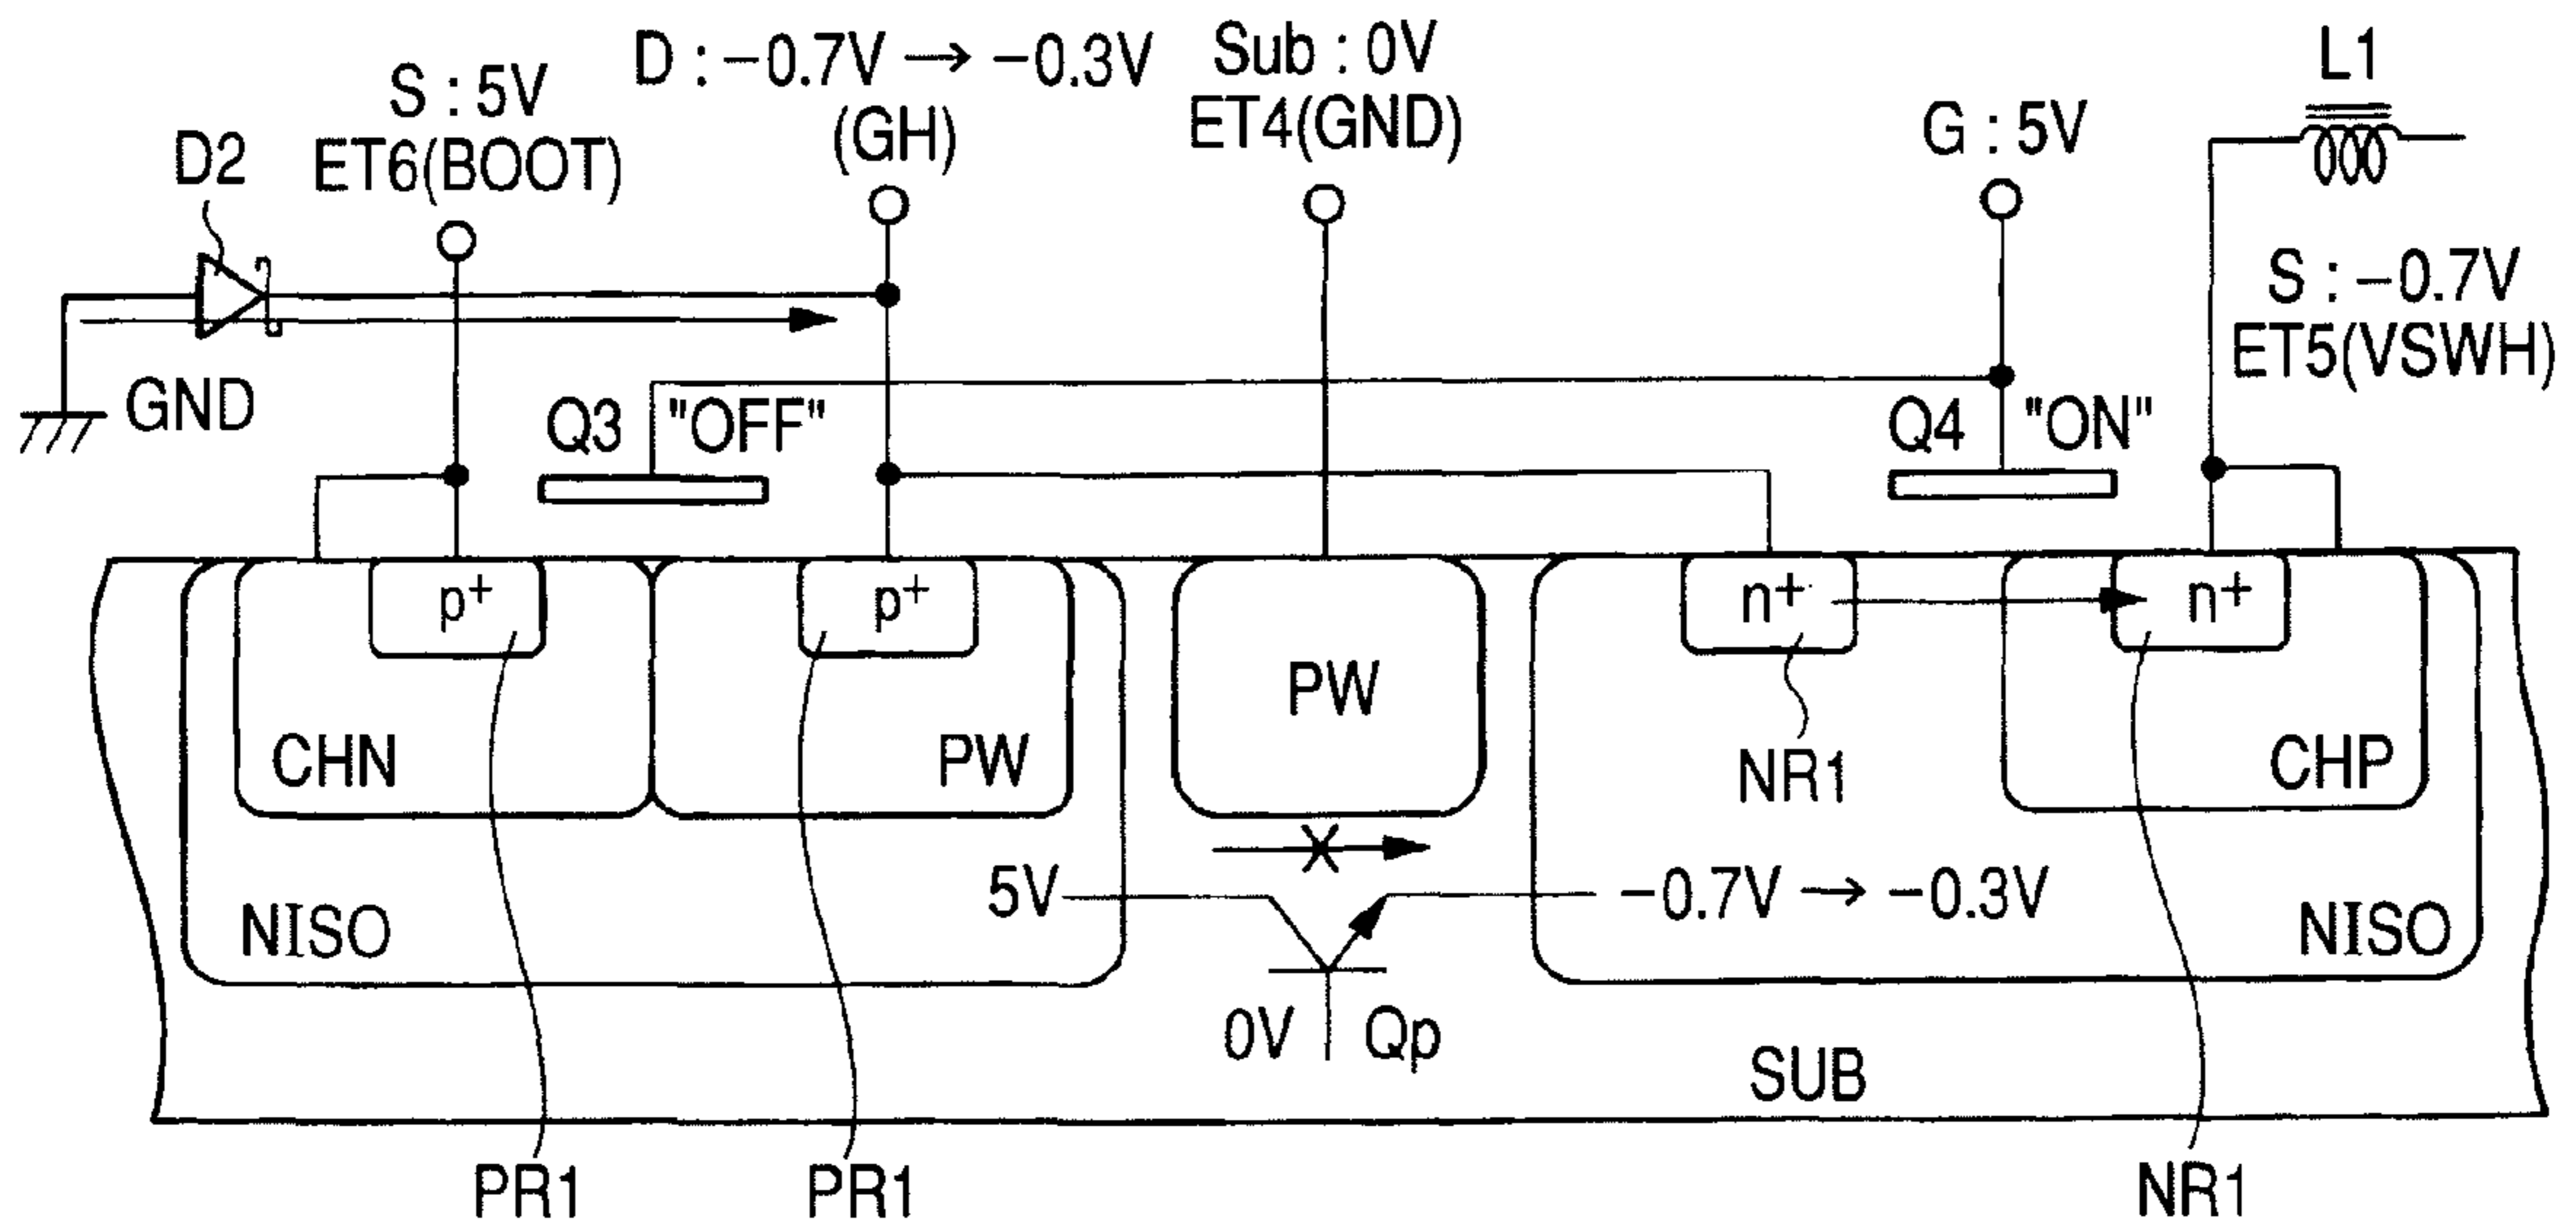 D : −0.7V → −0.3V
(GH)
Sub : 0V
ET4(GND)
L1
S : 5V
ET6(BOOT)
D2
G : 5V
S : −0.7V
ET5(VSWH)
GND
Q3 "OFF"
Q4 "ON"
p+
p+
n+
n+
PW
CHN
PW
NR1
CHP
5V
−0.7V → −0.3V
NISO
NISO
0V
Qp
SUB
PR1
PR1
NR1